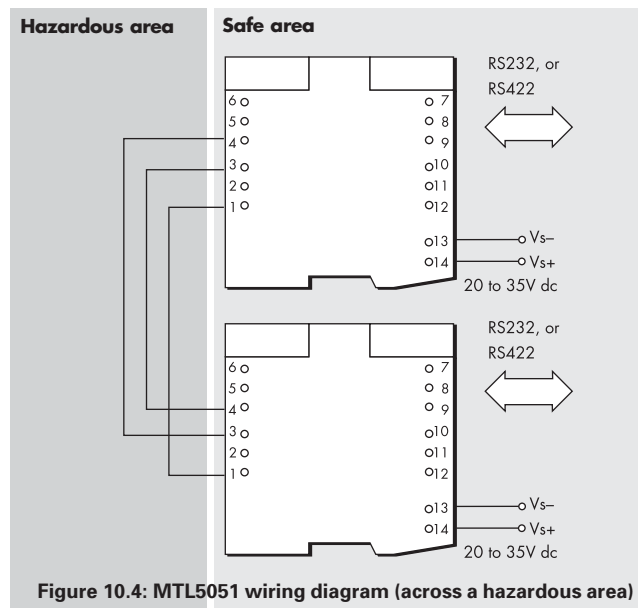 Hazardous area
Safe area
RS232, or
RS422
6
5
4
3
2
1
7
8
9
10
11
12
13
14
Vs–
Vs+
20 to 35V dc
RS232, or
RS422
6
5
4
3
2
1
7
8
9
10
11
12
13
14
Vs–
Vs+
20 to 35V dc
Figure 10.4: MTL5051 wiring diagram (across a hazardous area)